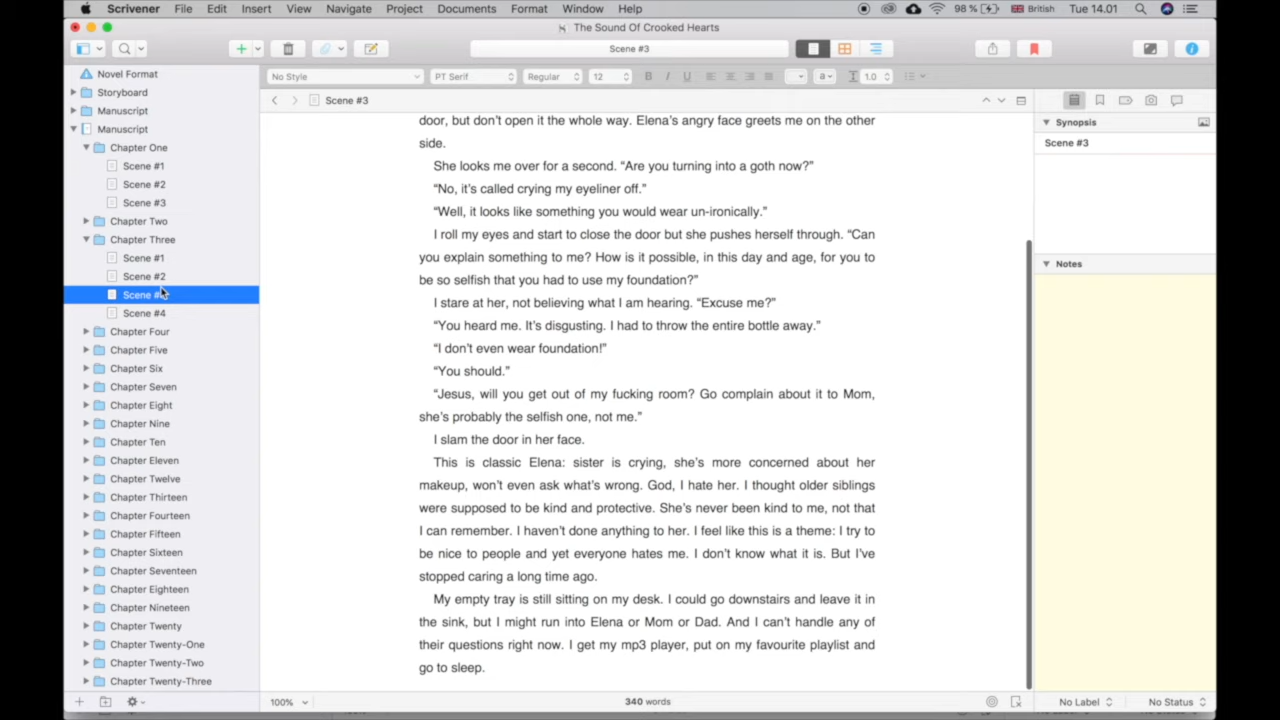 Scrivener File Edit Insert View Navigate Project Documents Format Window Help 98 % British Tue 14.01
The Sound Of Crooked Hearts
Scene #3
No Style PT Serif Regular 12 B I U a 1.0
Scene #3
Novel Format
Storyboard
Manuscript
Manuscript
Chapter One
Scene #1
Scene #2
Scene #3
Chapter Two
Chapter Three
Scene #1
Scene #2
Scene #
Scene #4
Chapter Four
Chapter Five
Chapter Six
Chapter Seven
Chapter Eight
Chapter Nine
Chapter Ten
Chapter Eleven
Chapter Twelve
Chapter Thirteen
Chapter Fourteen
Chapter Fifteen
Chapter Sixteen
Chapter Seventeen
Chapter Eighteen
Chapter Nineteen
Chapter Twenty
Chapter Twenty-One
Chapter Twenty-Two
Chapter Twenty-Three
door, but don’t open it the whole way. Elena’s angry face greets me on the other
side.
She looks me over for a second. “Are you turning into a goth now?”
“No, it’s called crying my eyeliner off.”
“Well, it looks like something you would wear un-ironically.”
I roll my eyes and start to close the door but she pushes herself through. “Can
you explain something to me? How is it possible, in this day and age, for you to
be so selfish that you had to use my foundation?”
I stare at her, not believing what I am hearing. “Excuse me?”
“You heard me. It’s disgusting. I had to throw the entire bottle away.”
“I don’t even wear foundation!”
“You should.”
“Jesus, will you get out of my fucking room? Go complain about it to Mom,
she’s probably the selfish one, not me.”
I slam the door in her face.
This is classic Elena: sister is crying, she’s more concerned about her
makeup, won’t even ask what’s wrong. God, I hate her. I thought older siblings
were supposed to be kind and protective. She’s never been kind to me, not that
I can remember. I haven’t done anything to her. I feel like this is a theme: I try to
be nice to people and yet everyone hates me. I don’t know what it is. But I’ve
stopped caring a long time ago.
My empty tray is still sitting on my desk. I could go downstairs and leave it in
the sink, but I might run into Elena or Mom or Dad. And I can’t handle any of
their questions right now. I get my mp3 player, put on my favourite playlist and
go to sleep.
Synopsis
Scene #3
Notes
100% 340 words No Label No Status